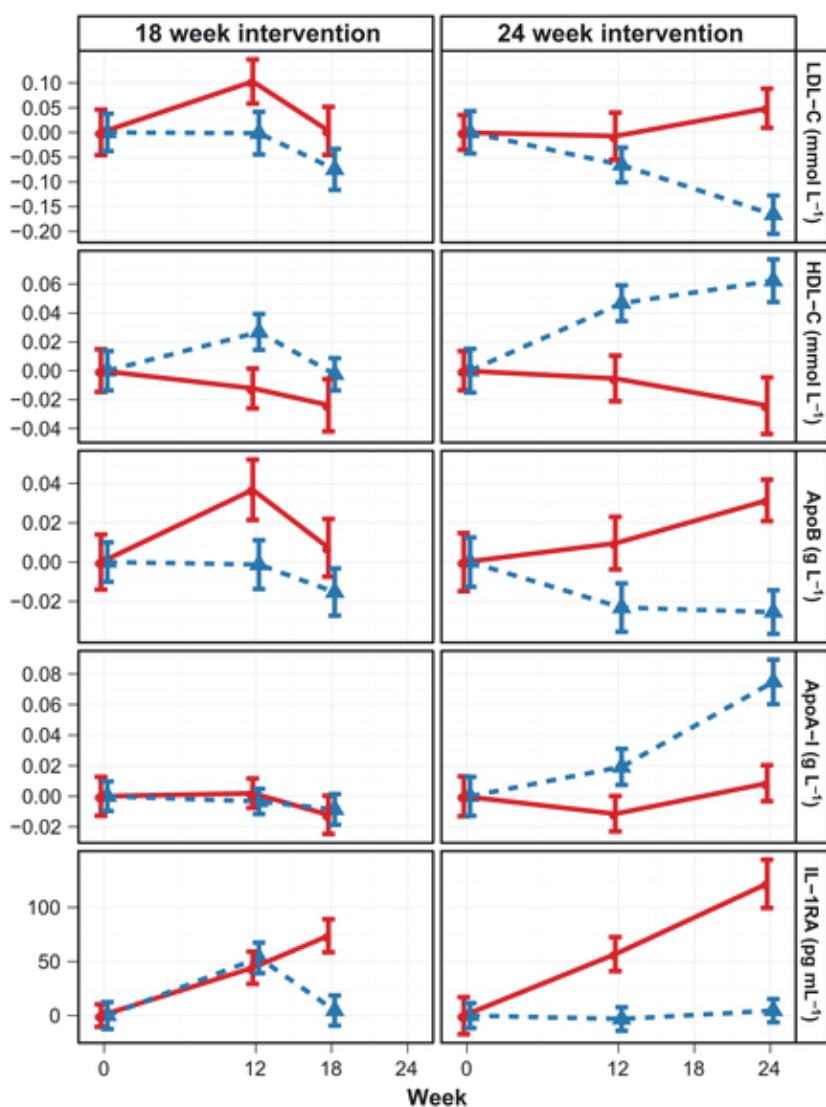 18 week intervention
24 week intervention
0.10
0.05
0.00
−0.05
−0.10
−0.15
−0.20
LDL−C (mmol L⁻¹)
0.06
0.04
0.02
0.00
−0.02
−0.04
HDL−C (mmol L⁻¹)
0.04
0.02
0.00
−0.02
ApoB (g L⁻¹)
0.08
0.06
0.04
0.02
0.00
−0.02
ApoA−I (g L⁻¹)
100
50
0
IL−1RA (pg mL⁻¹)
0 12 18 24 0 12 18 24
Week